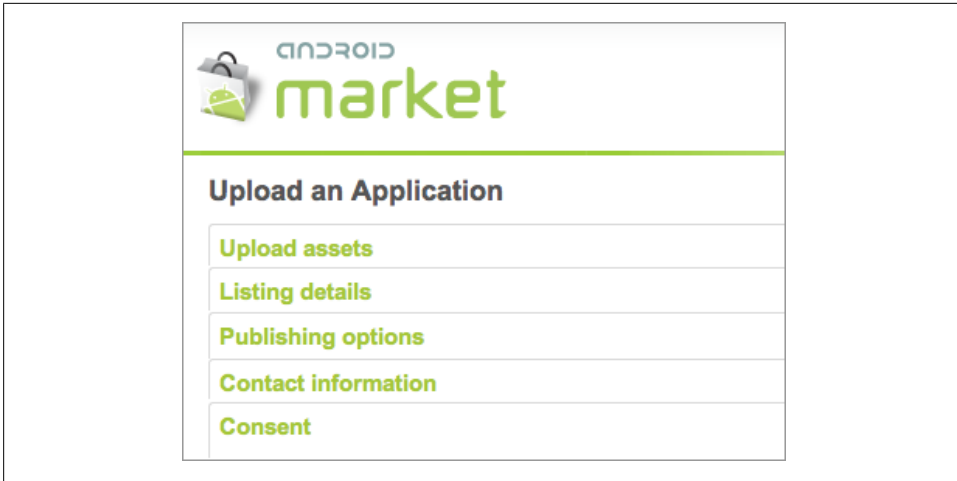 ANDROID
market
Upload an Application
Upload assets
Listing details
Publishing options
Contact information
Consent